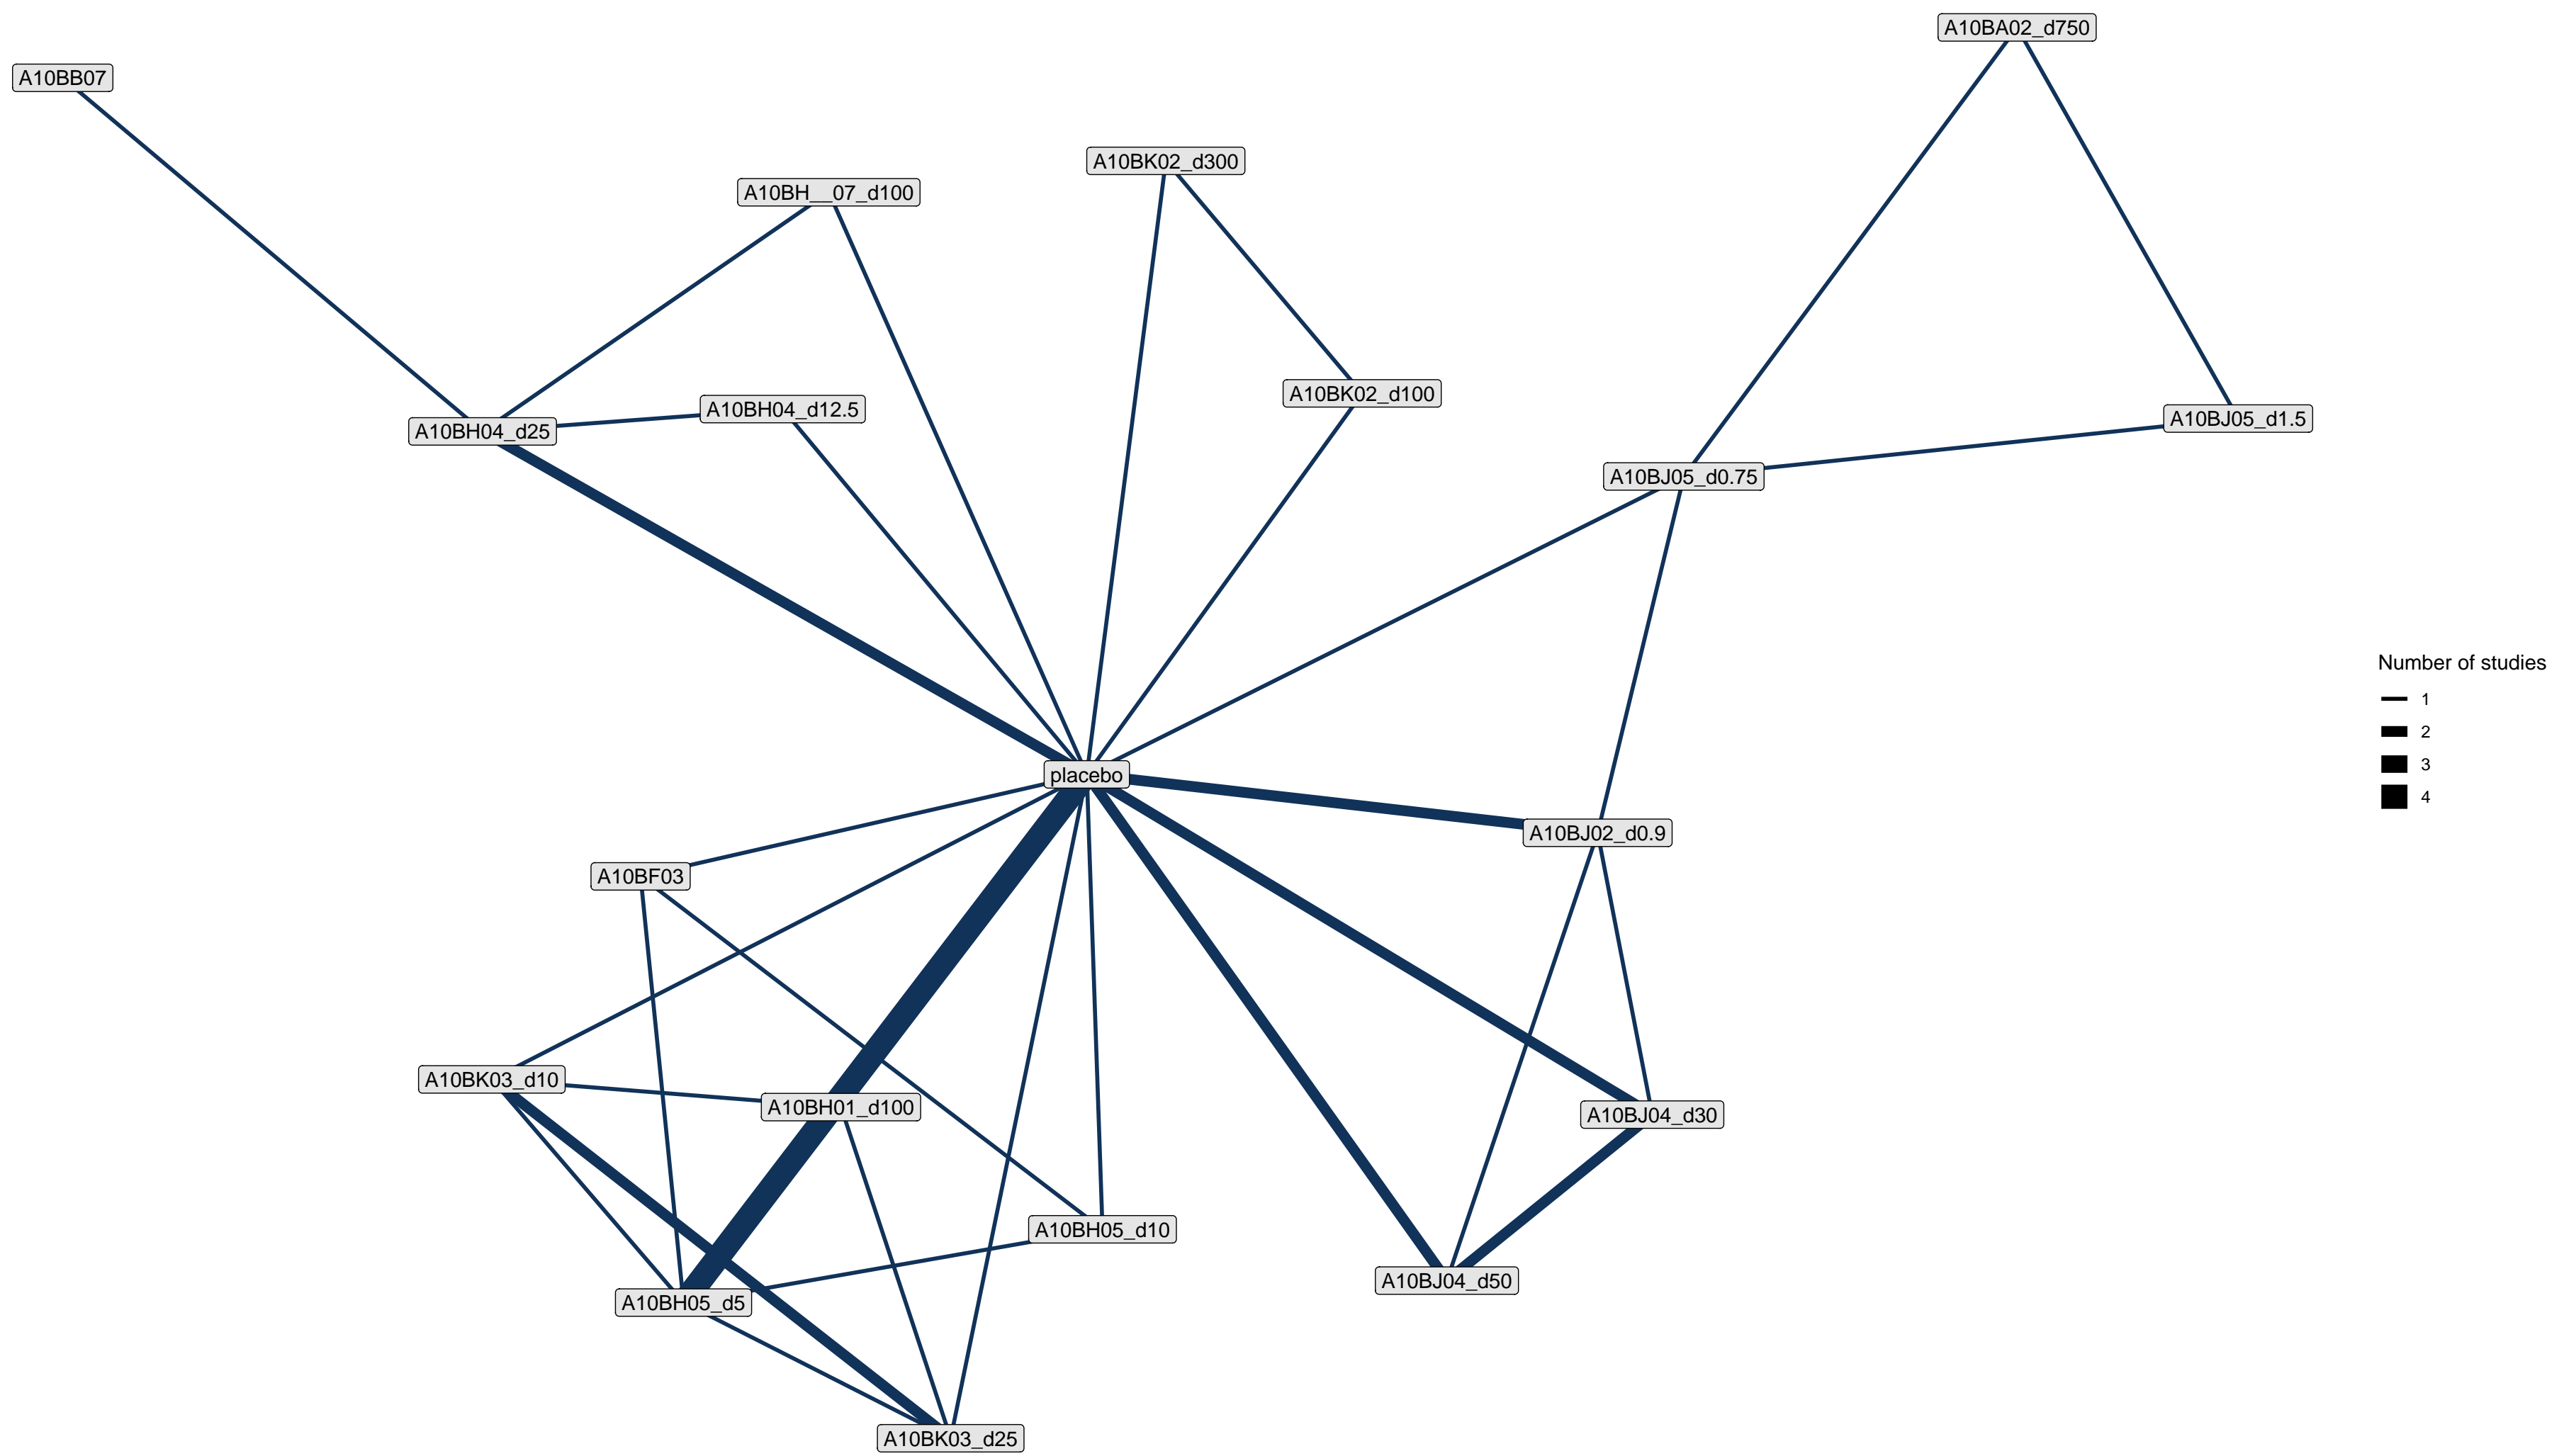 A10BA02_d750
A10BB07
A10BK02_d300
A10BH__07_d100
A10BK02_d100
A10BH04_d12.5
A10BJ05_d1.5
A10BH04_d25
A10BJ05_d0.75
Number of studies
1
2
3
4
placebo
A10BJ02_d0.9
A10BF03
A10BK03_d10
A10BH01_d100
A10BJ04_d30
A10BH05_d10
A10BJ04_d50
A10BH05_d5
A10BK03_d25